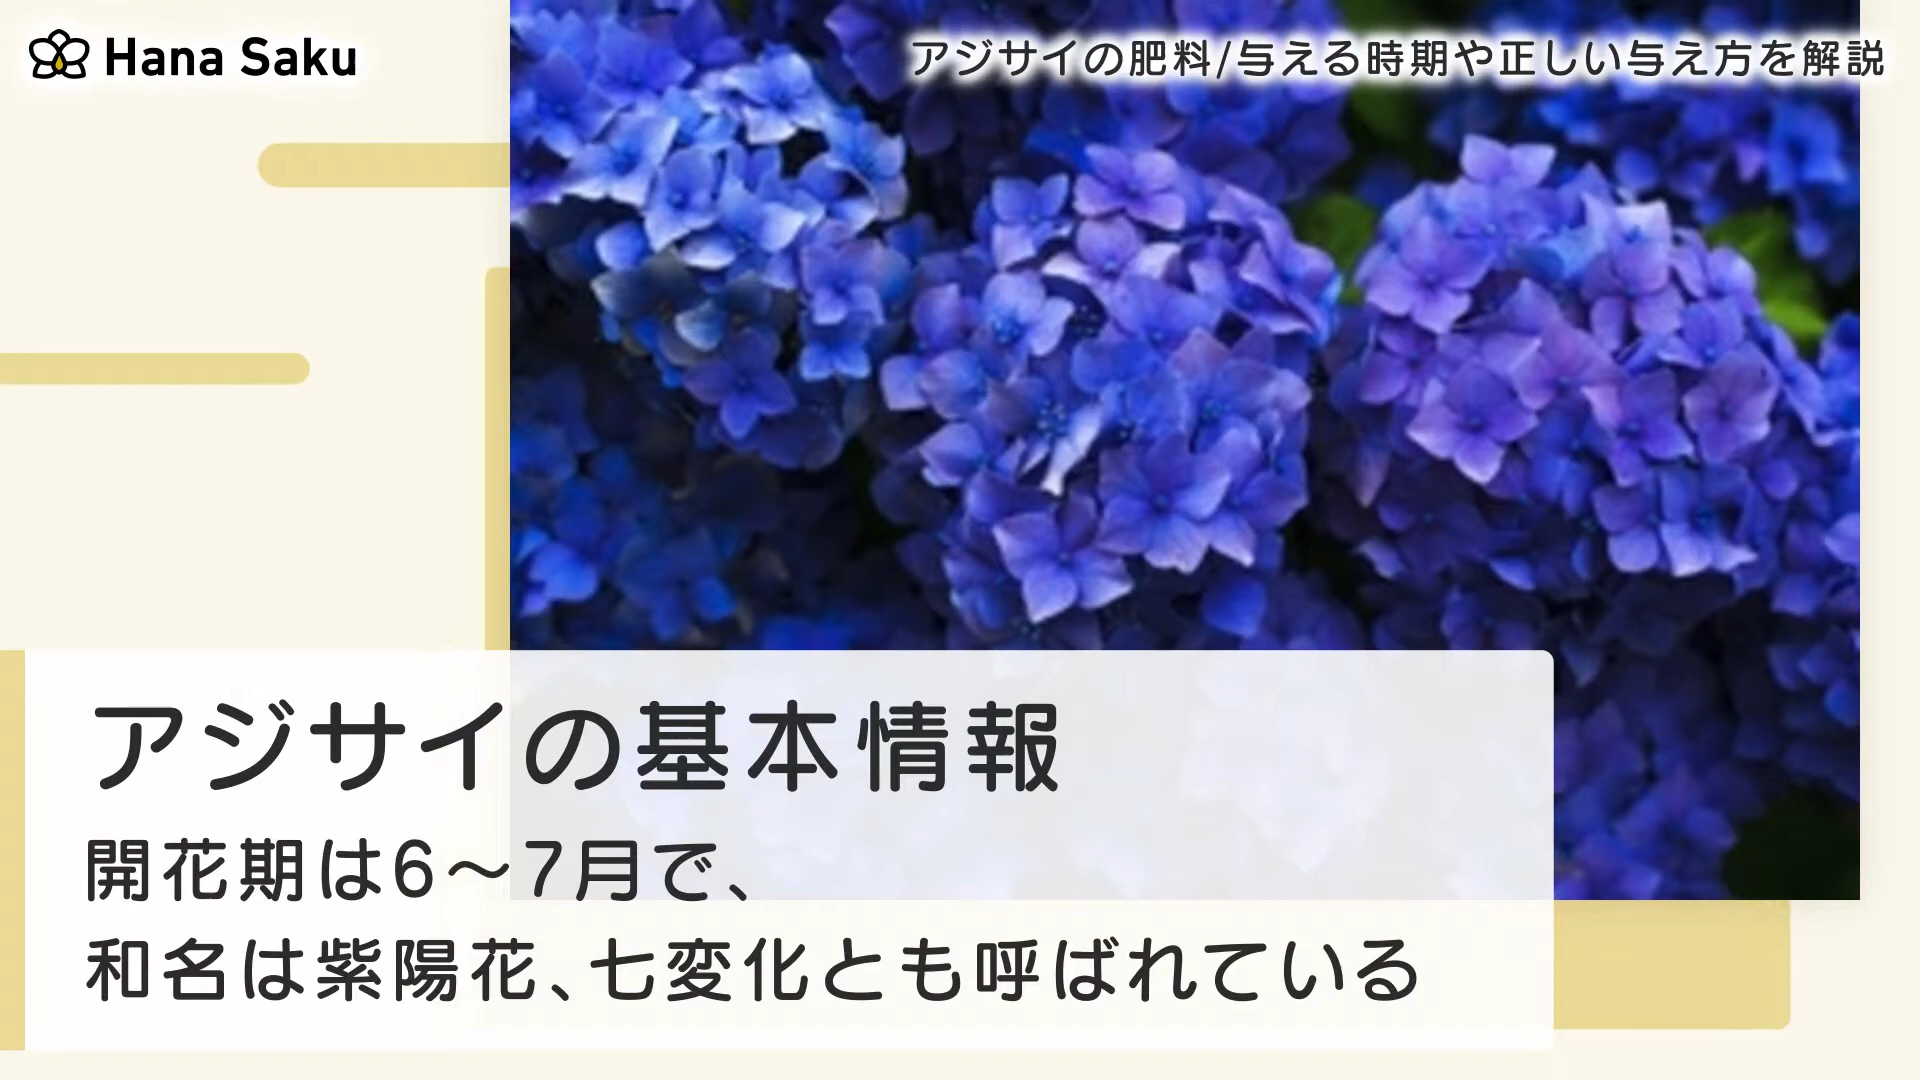 Hana Saku
アジサイの肥料/与える時期や正しい与え方を解説
アジサイの基本情報
開花期は6〜7月で、
和名は紫陽花、七変化とも呼ばれている